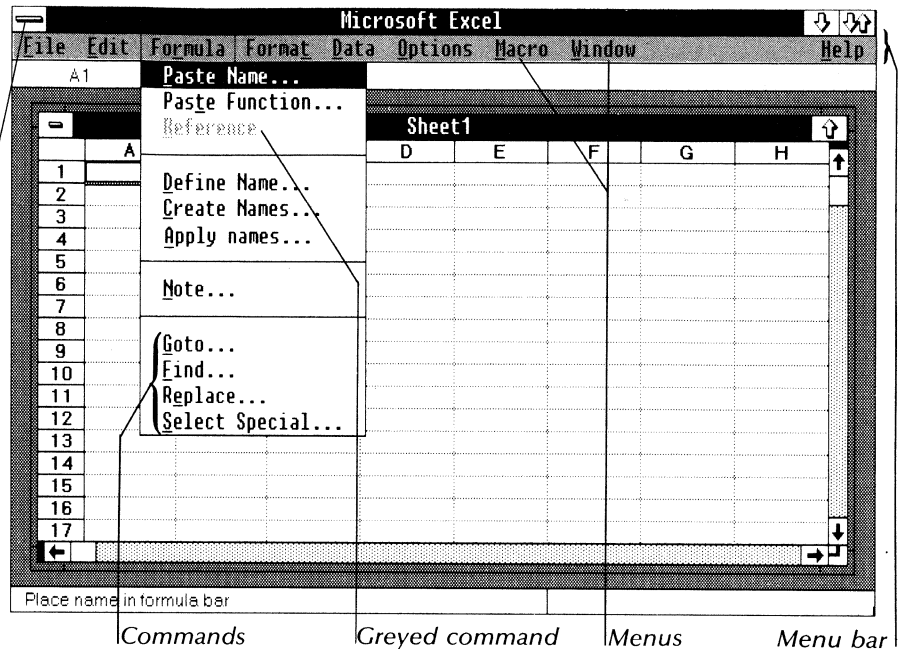 Microsoft Excel
File Edit Formula Format Data Options Macro Window Help
A1
Paste Name...
Paste Function...
Reference
Sheet1
A D E F G H
Define Name...
Create Names...
Apply names...
Note...
Goto...
Find...
Replace...
Select Special...
1
2
3
4
5
6
7
8
9
10
11
12
13
14
15
16
17
Place name in formula bar
Commands Greyed command Menus Menu bar